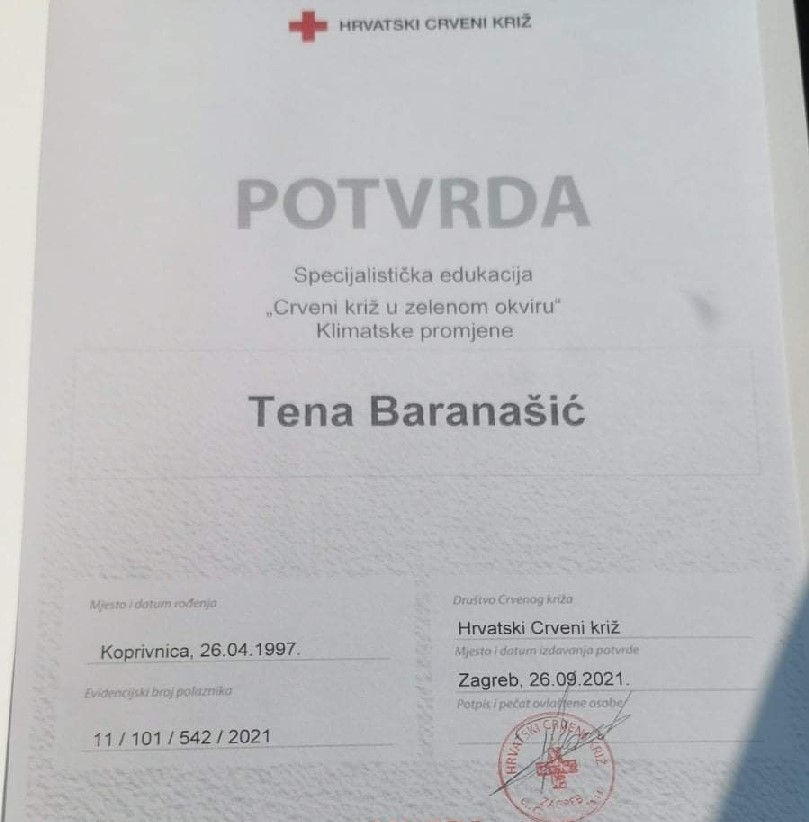 HRVATSKI CRVENI KRIŽ
POTVRDA
Specijalistička edukacija
„Crveni križ u zelenom okviru“
Klimatske promjene
Tena Baranašić
Mjesto i datum rođenja
Koprivnica, 26.04.1997.
Evidencijski broj polaznika
11 / 101 / 542 / 2021
Društvo Crvenog križa
Hrvatski Crveni križ
Mjesto i datum izdavanja potvrde
Zagreb, 26.09.2021.
Potpis i pečat ovlaštene osobe
HRVATSKI CRVENI KRIŽ
ZAGREB